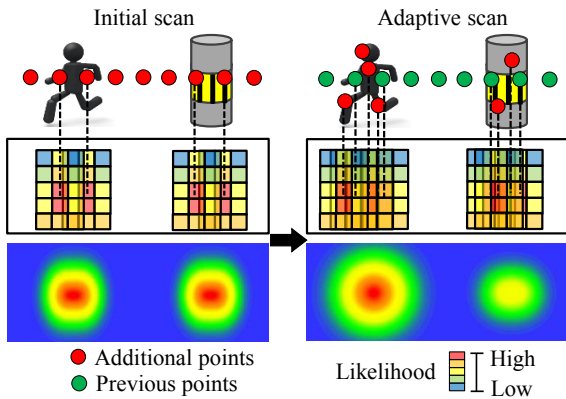 Initial scan
Adaptive scan
Additional points
Previous points
Likelihood
High
Low